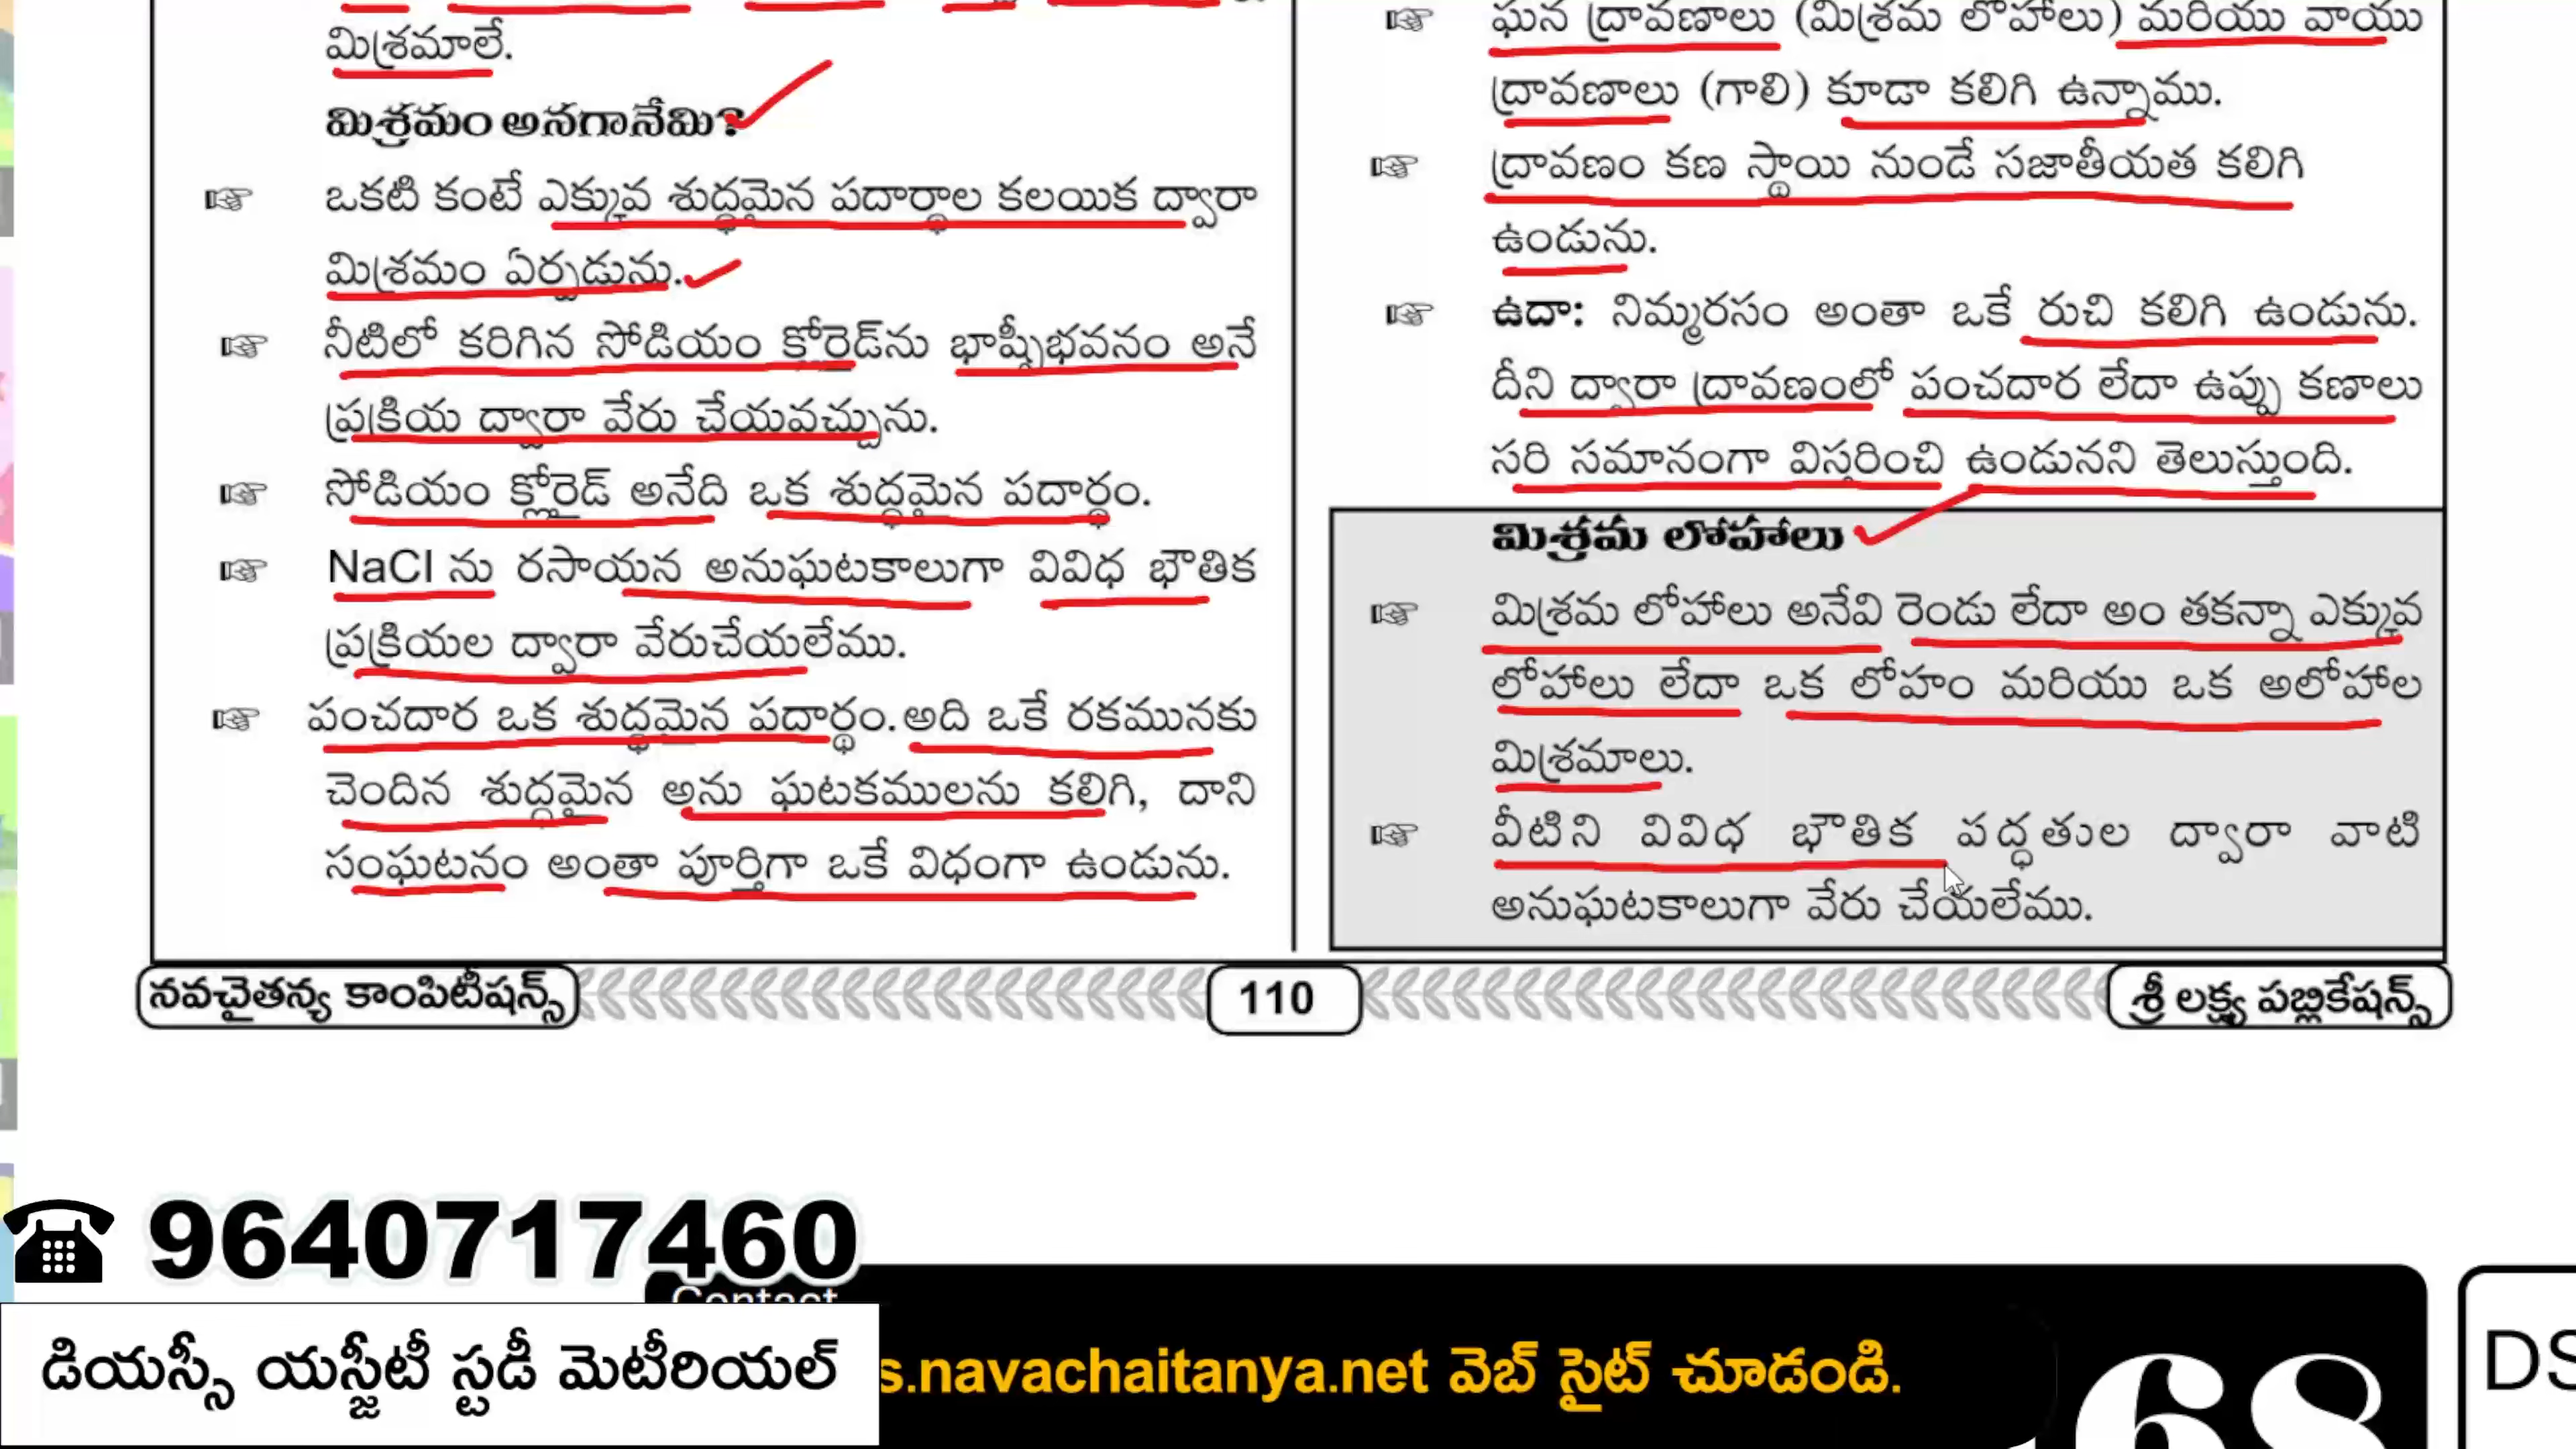 మిశ్రమాలే.
మిశ్రమం అనగానేమి?
☞ ఒకటి కంటే ఎక్కువ శుద్ధమైన పదార్థాల కలయిక ద్వారా
మిశ్రమం ఏర్పడును.
☞ నీటిలో కరిగిన సోడియం క్లోరైడ్‌ను భాష్పీభవనం అనే
ప్రక్రియ ద్వారా వేరు చేయవచ్చును.
☞ సోడియం క్లోరైడ్ అనేది ఒక శుద్ధమైన పదార్థం.
☞ NaCl ను రసాయన అనుఘటకాలుగా వివిధ భౌతిక
ప్రక్రియల ద్వారా వేరుచేయలేము.
☞ పంచదార ఒక శుద్ధమైన పదార్థం. అది ఒకే రకమునకు
చెందిన శుద్ధమైన అను ఘటకములను కలిగి, దాని
సంఘటనం అంతా పూర్తిగా ఒకే విధంగా ఉండును.
☞ ఘన ద్రావణాలు (మిశ్రమ లోహాలు) మరియు వాయు
ద్రావణాలు (గాలి) కూడా కలిగి ఉన్నాము.
☞ ద్రావణం కణ స్థాయి నుండే సజాతీయత కలిగి
ఉండును.
☞ ఉదా: నిమ్మరసం అంతా ఒకే రుచి కలిగి ఉండును.
దీని ద్వారా ద్రావణంలో పంచదార లేదా ఉప్పు కణాలు
సరి సమానంగా విస్తరించి ఉండునని తెలుస్తుంది.
మిశ్రమ లోహాలు
☞ మిశ్రమ లోహాలు అనేవి రెండు లేదా అం తకన్నా ఎక్కువ
లోహాలు లేదా ఒక లోహం మరియు ఒక అలోహాల
మిశ్రమాలు.
☞ వీటిని వివిధ భౌతిక పద్ధతుల ద్వారా వాటి
అనుఘటకాలుగా వేరు చేయలేము.
నవచైతన్య కాంపిటీషన్స్ 110 శ్రీ లక్ష్య పబ్లికేషన్స్
9640717460
Contact
డియస్సీ యస్జీటీ స్టడీ మెటీరియల్
s.navachaitanya.net వెబ్ సైట్ చూడండి.
68
DS